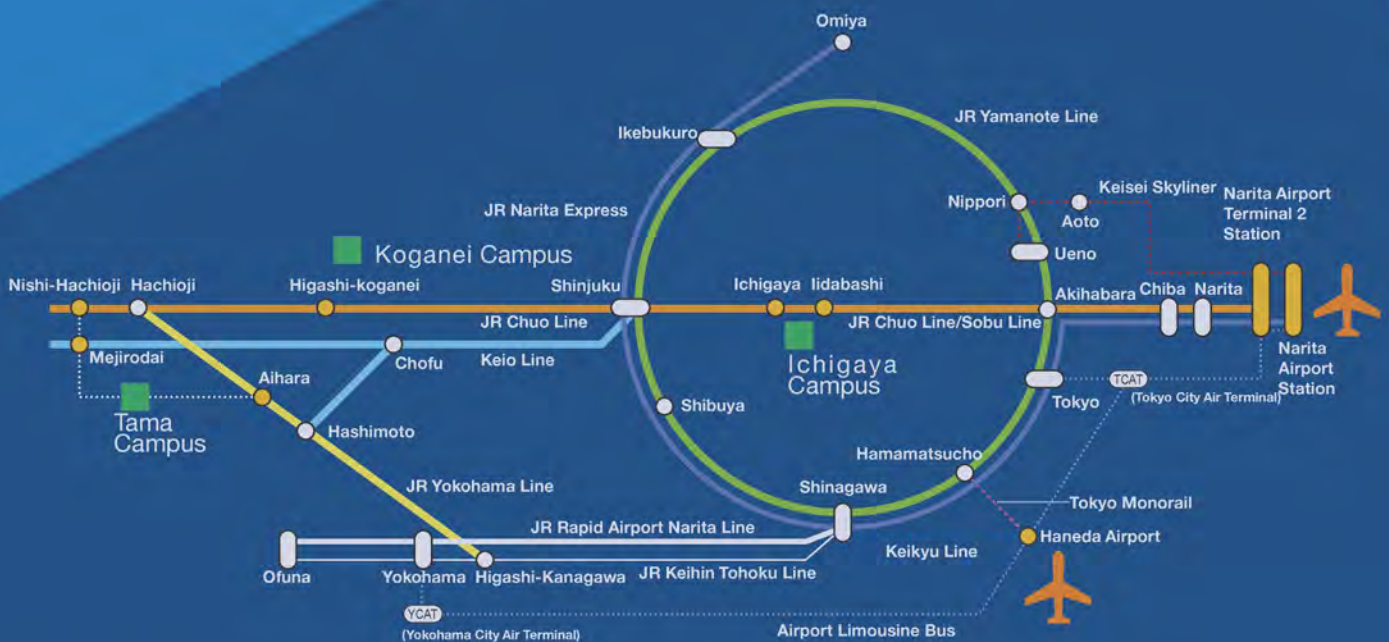 Omiya
JR Yamanote Line
Ikebukuro
Keisei Skyliner
Narita Airport
Terminal 2
Station
Nippori
Aoto
JR Narita Express
Koganei Campus
Ueno
Nishi-Hachioji
Hachioji
Higashi-koganei
Shinjuku
Ichigaya
Iidabashi
Akihabara
Chiba
Narita
JR Chuo Line
JR Chuo Line/Sobu Line
Mejirodai
Chofu
Keio Line
Ichigaya
Campus
Narita
Airport
Station
Aihara
TCAT
(Tokyo City Air Terminal)
Tokyo
Shibuya
Tama
Campus
Hashimoto
Hamamatsucho
JR Yokohama Line
Shinagawa
Tokyo Monorail
JR Rapid Airport Narita Line
Haneda Airport
Keikyu Line
Ofuna
Yokohama
Higashi-Kanagawa
JR Keihin Tohoku Line
YCAT
(Yokohama City Air Terminal)
Airport Limousine Bus